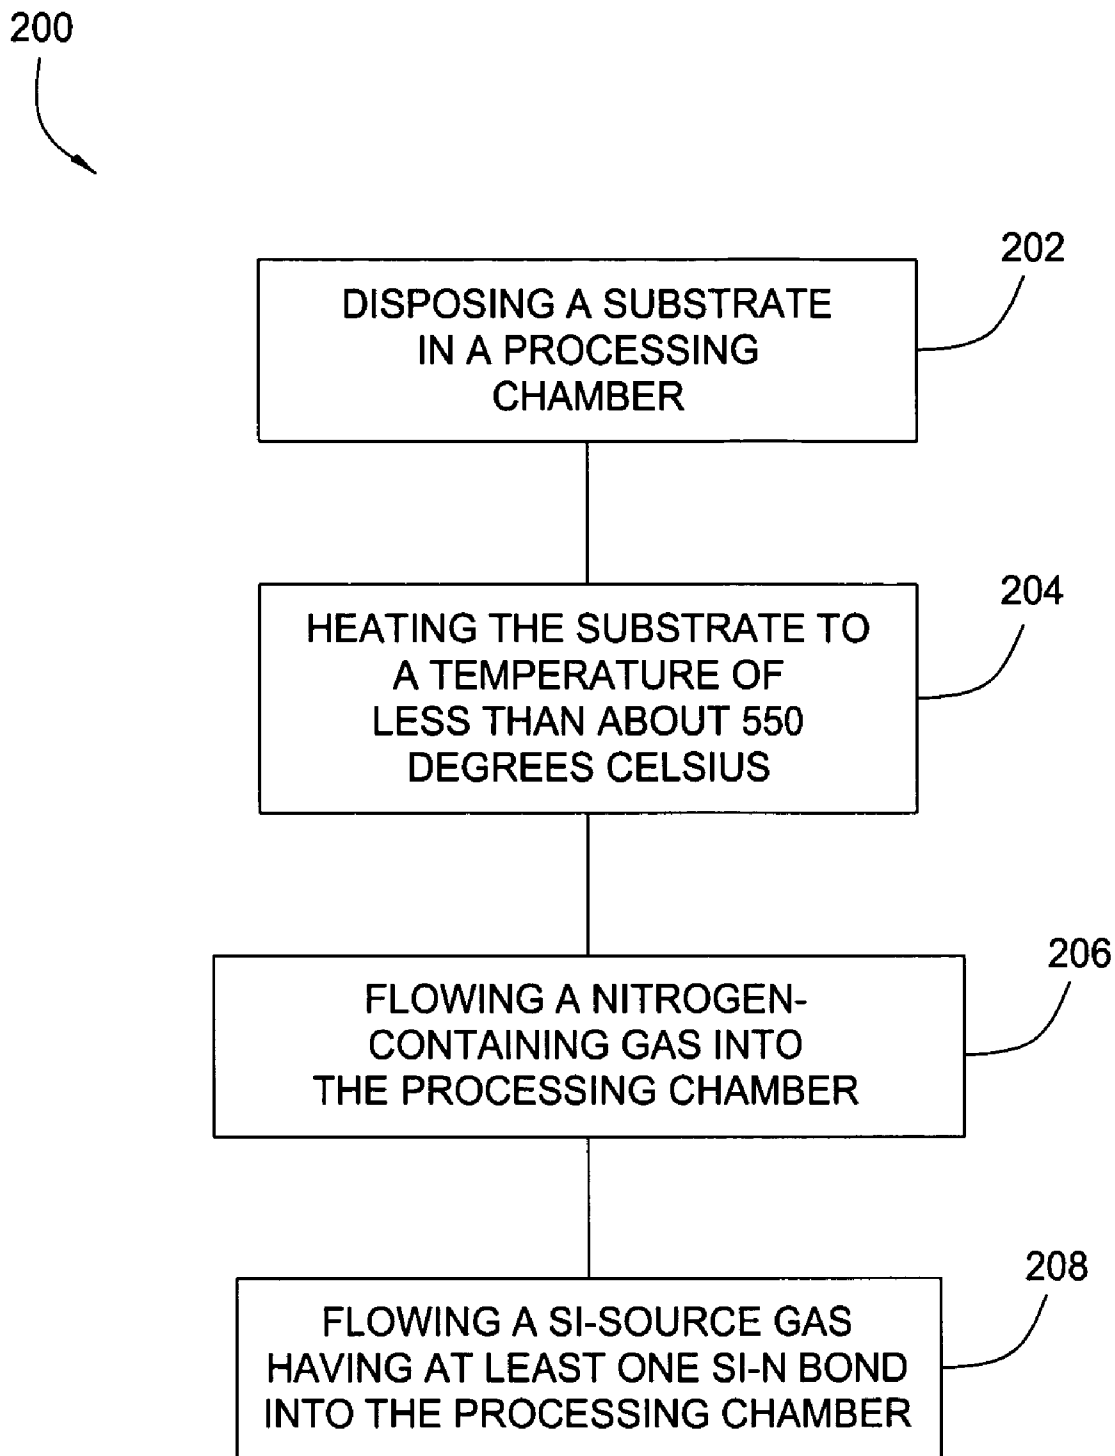 200
202
DISPOSING A SUBSTRATE
IN A PROCESSING
CHAMBER
204
HEATING THE SUBSTRATE TO
A TEMPERATURE OF
LESS THAN ABOUT 550
DEGREES CELSIUS
206
FLOWING A NITROGEN-
CONTAINING GAS INTO
THE PROCESSING CHAMBER
208
FLOWING A SI-SOURCE GAS
HAVING AT LEAST ONE SI-N BOND
INTO THE PROCESSING CHAMBER